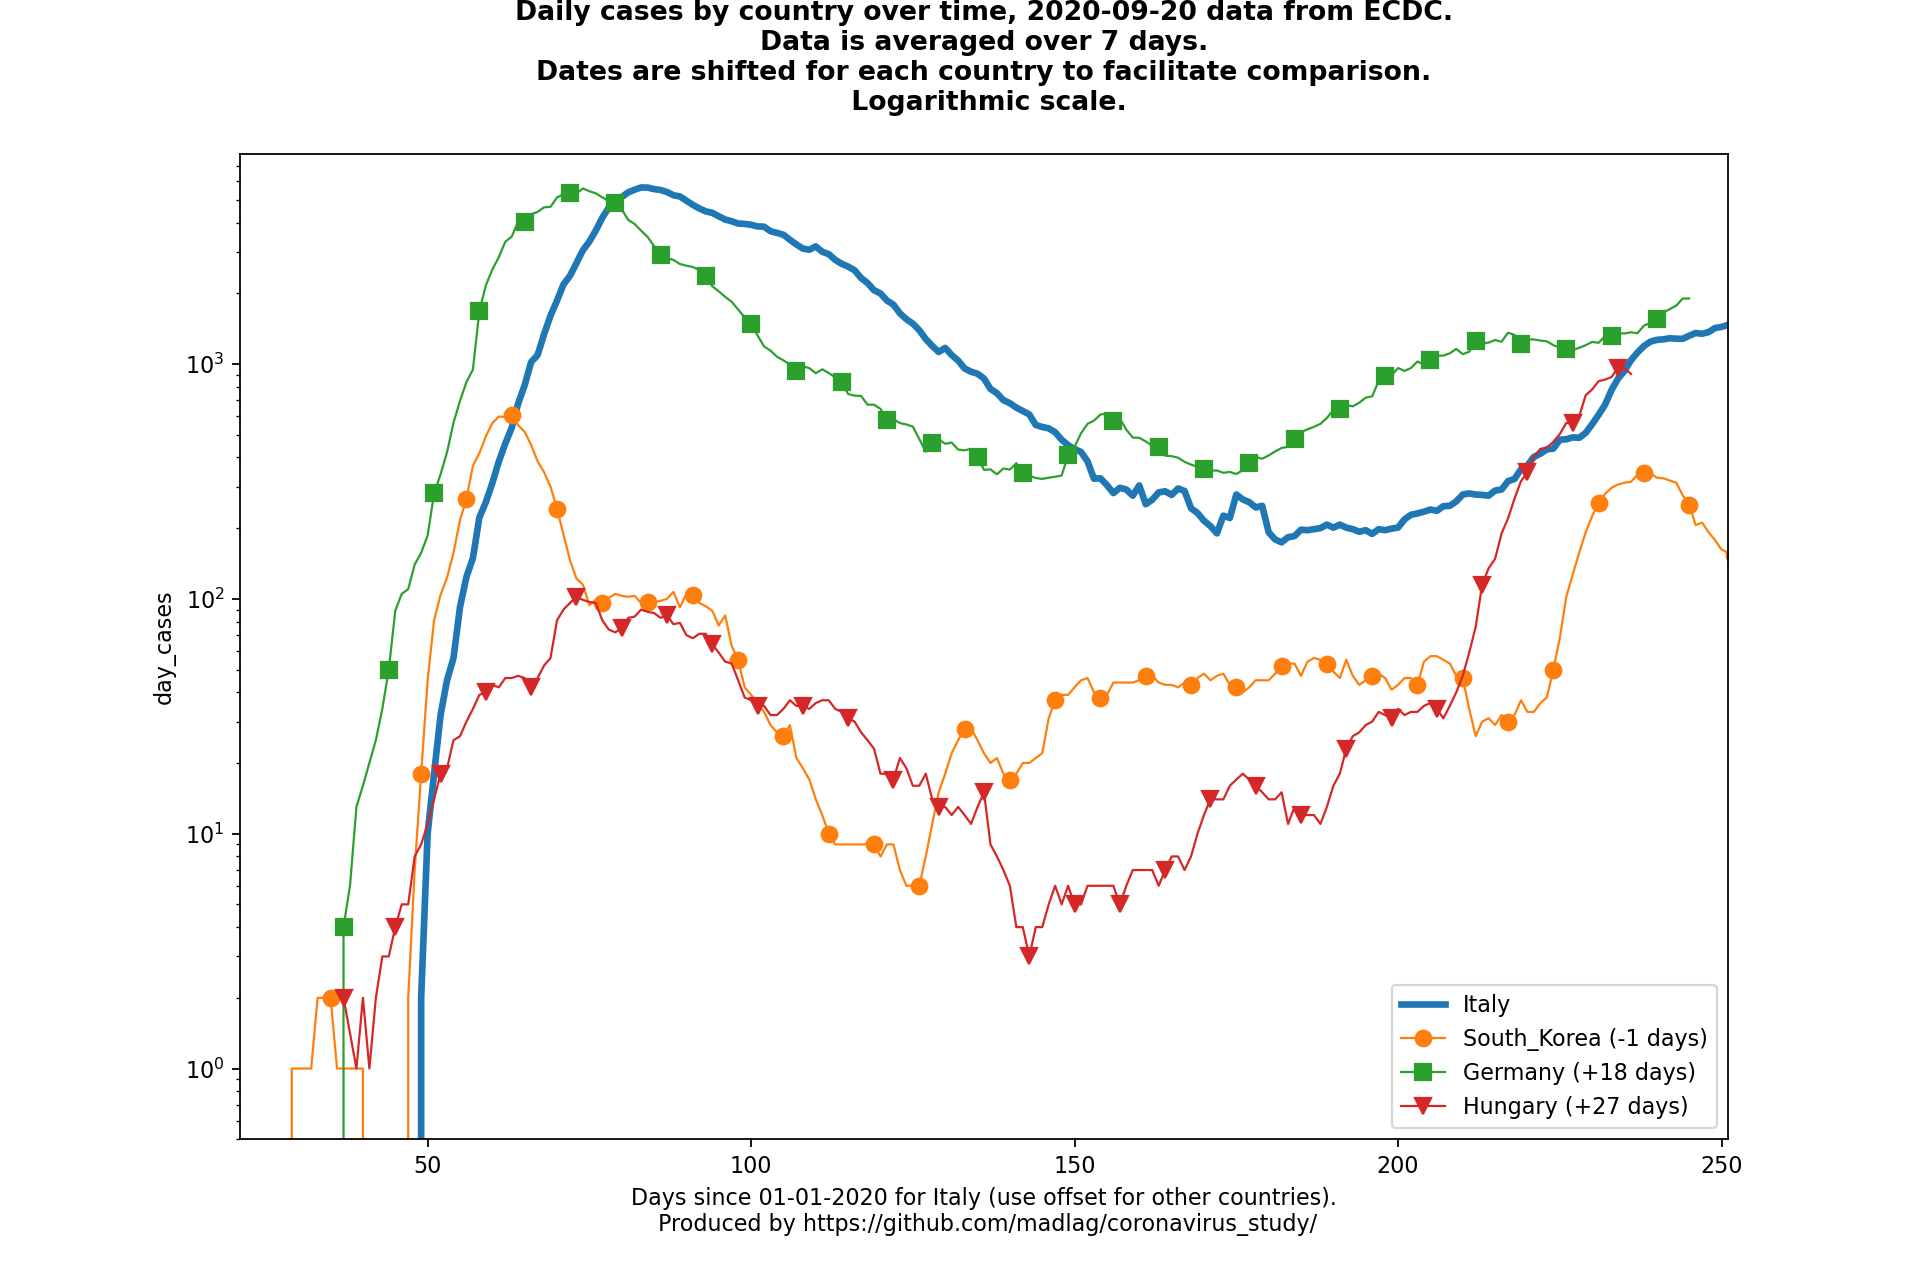 Daily cases by country over time, 2020-09-20 data from ECDC.
Data is averaged over 7 days.
Dates are shifted for each country to facilitate comparison.
Logarithmic scale.
10³
10²
10¹
10⁰
day_cases
50
100
150
200
250
Italy
South_Korea (-1 days)
Germany (+18 days)
Hungary (+27 days)
Days since 01-01-2020 for Italy (use offset for other countries).
Produced by https://github.com/madlag/coronavirus_study/